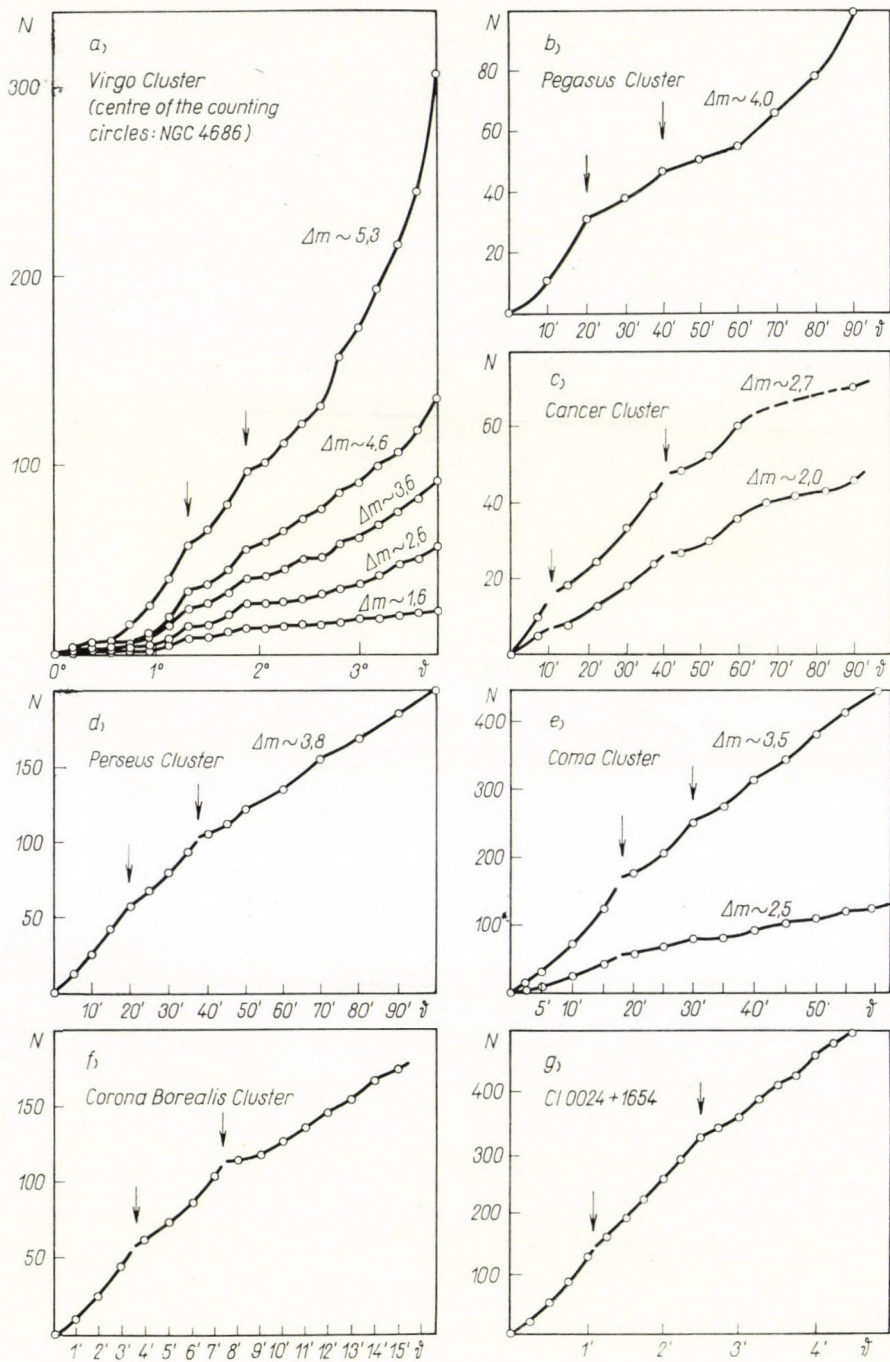 N
a)
Virgo Cluster
(centre of the counting
circles: NGC 4686)
300
200
100
Δm ~ 5,3
Δm ~ 4,6
Δm ~ 3,6
Δm ~ 2,6
Δm ~ 1,6
0° 1° 2° 3° ϑ
N
b)
Pegasus Cluster
Δm ~ 4,0
80
60
40
20
10' 20' 30' 40' 50' 60' 70' 80' 90' ϑ
N
c)
Cancer Cluster
Δm ~ 2,7
Δm ~ 2,0
60
40
20
10' 20' 30' 40' 50' 60' 70' 80' 90' ϑ
N
d)
Perseus Cluster
Δm ~ 3,8
150
100
50
10' 20' 30' 40' 50' 60' 70' 80' 90' ϑ
N
e)
Coma Cluster
Δm ~ 3,5
Δm ~ 2,5
400
300
200
100
5' 10' 20' 30' 40' 50' ϑ
N
f)
Corona Borealis Cluster
150
100
50
1' 2' 3' 4' 5' 6' 7' 8' 9' 10' 11' 12' 13' 14' 15' ϑ
N
g)
Cl 0024 + 1654
400
300
200
100
1' 2' 3' 4' ϑ